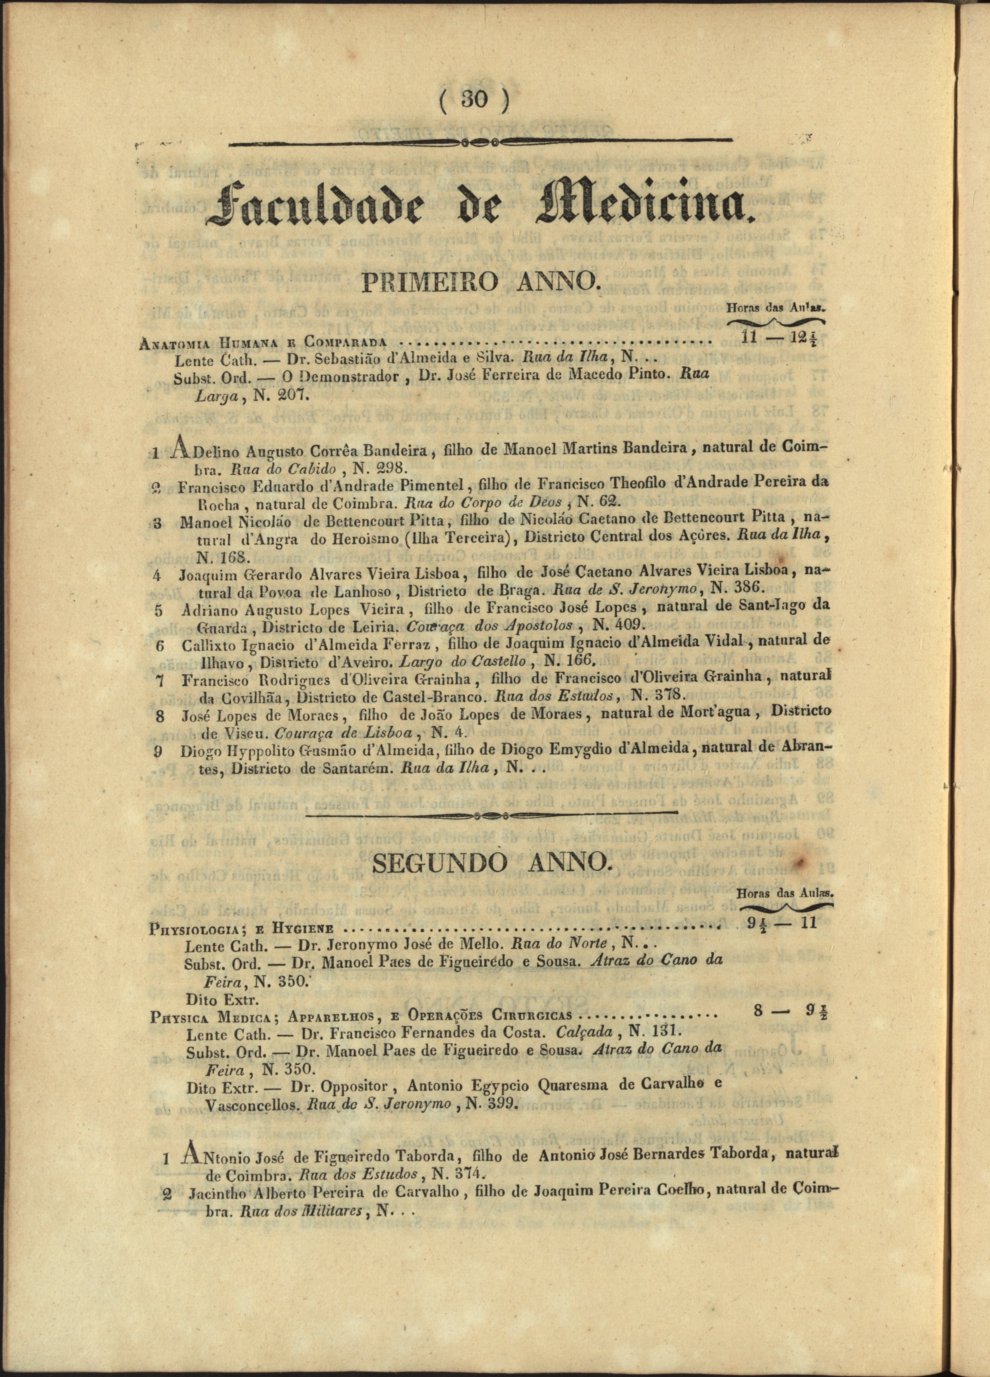 ( 30 )
Faculdade de Medicina.
PRIMEIRO ANNO.
Horas das Aulas.
ANATOMIA HUMANA E COMPARADA ...................................... 11 — 12½
Lente Cath. — Dr. Sebastião d'Almeida e Silva. Rua da Ilha, N. . .
Subst. Ord. — O Demonstrador , Dr. José Ferreira de Macedo Pinto. Rua
Larga , N. 207.
1 ADelino Augusto Corrêa Bandeira , filho de Manoel Martins Bandeira , natural de Coim-
bra. Rua do Cabido , N. 298.
2 Francisco Eduardo d'Andrade Pimentel , filho de Francisco Theofilo d'Andrade Pereira da
Rocha , natural de Coimbra. Rua do Corpo de Deos , N. 62.
3 Manoel Nicoláo de Bettencourt Pitta , filho de Nicoláo Caetano de Bettencourt Pitta , na-
tural d'Angra do Heroismo (Ilha Terceira) , Districto Central dos Açôres. Rua da Ilha ,
N. 168.
4 Joaquim Gerardo Alvares Vieira Lisboa , filho de José Caetano Alvares Vieira Lisboa , na-
tural da Povoa de Lanhoso , Districto de Braga. Rua de S. Jeronymo , N. 386.
5 Adriano Augusto Lopes Vieira , filho de Francisco José Lopes , natural de Sant-Iago da
Guarda , Districto de Leiria. Couraça dos Apostolos , N. 409.
6 Callixto Ignacio d'Almeida Ferraz , filho de Joaquim Ignacio d'Almeida Vidal , natural de
Ilhavo , Districto d'Aveiro. Largo do Castello , N. 166.
7 Francisco Rodrigues d'Oliveira Grainha , filho de Francisco d'Oliveira Grainha , natural
da Covilhãa , Districto de Castel-Branco. Rua dos Estudos , N. 378.
8 José Lopes de Moraes , filho de João Lopes de Moraes , natural de Mort'agua , Districto
de Viseu. Couraça de Lisboa , N. 4.
9 Diogo Hyppolito Gusmão d'Almeida, filho de Diogo Emygdio d'Almeida , natural de Abran-
tes, Districto de Santarém. Rua da Ilha , N. . .
SEGUNDO ANNO.
Horas das Aulas.
PHYSIOLOGIA; E HYGIENE .............................................. 9½ — 11
Lente Cath. — Dr. Jeronymo José de Mello. Rua do Norte , N. . .
Subst. Ord. — Dr. Manoel Paes de Figueirêdo e Sousa. Atraz do Cano da
Feira , N. 350.
Dito Extr.
PHYSICA MEDICA; APPARELHOS, E OPERAÇÕES CIRURGICAS ................. 8 — 9½
Lente Cath. — Dr. Francisco Fernandes da Costa. Calçada , N. 131.
Subst. Ord. — Dr. Manoel Paes de Figueiredo e Sousa. Atraz do Cano da
Feira , N. 350.
Dito Extr. — Dr. Oppositor , Antonio Egypcio Quaresma de Carvalho e
Vasconcellos. Rua de S. Jeronymo , N. 399.
1 ANtonio José de Figueiredo Taborda, filho de Antonio José Bernardes Taborda, natural
de Coimbra. Rua dos Estudos , N. 374.
2 Jacintho Alberto Pereira de Carvalho , filho de Joaquim Pereira Coelho, natural de Coim-
bra. Rua dos Militares , N. . .